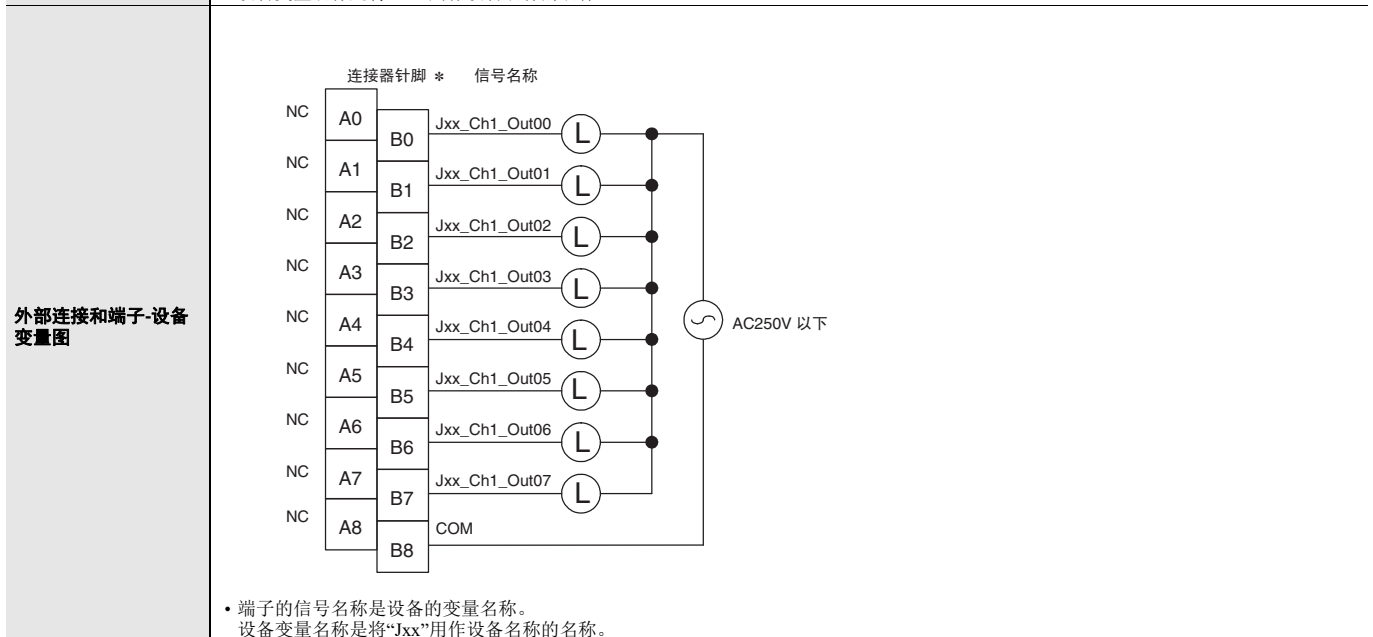 外部连接和端子-设备
变量图
连接器针脚 * 信号名称
NC A0
B0 Jxx_Ch1_Out00 L
NC A1
B1 Jxx_Ch1_Out01 L
NC A2
B2 Jxx_Ch1_Out02 L
NC A3
B3 Jxx_Ch1_Out03 L
NC A4
B4 Jxx_Ch1_Out04 L
AC250V 以下
NC A5
B5 Jxx_Ch1_Out05 L
NC A6
B6 Jxx_Ch1_Out06 L
NC A7
B7 Jxx_Ch1_Out07 L
NC A8
B8 COM
• 端子的信号名称是设备的变量名称。
设备变量名称是将“Jxx”用作设备名称的名称。